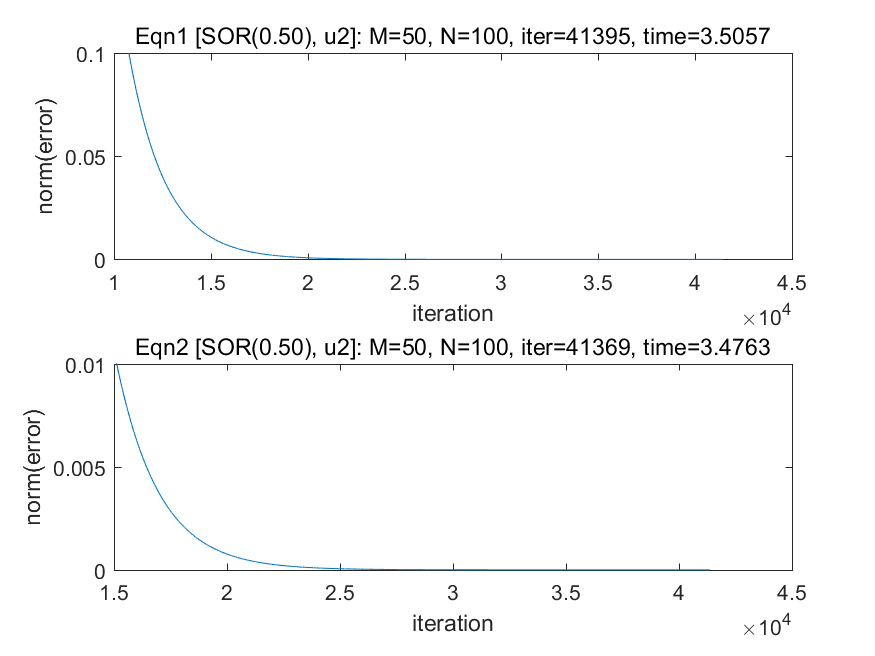 Eqn1 [SOR(0.50), u2]: M=50, N=100, iter=41395, time=3.5057
norm(error)
0.1
0.05
0
1 1.5 2 2.5 3 3.5 4 4.5
iteration
×10^4
Eqn2 [SOR(0.50), u2]: M=50, N=100, iter=41369, time=3.4763
norm(error)
0.01
0.005
0
1.5 2 2.5 3 3.5 4 4.5
iteration
×10^4